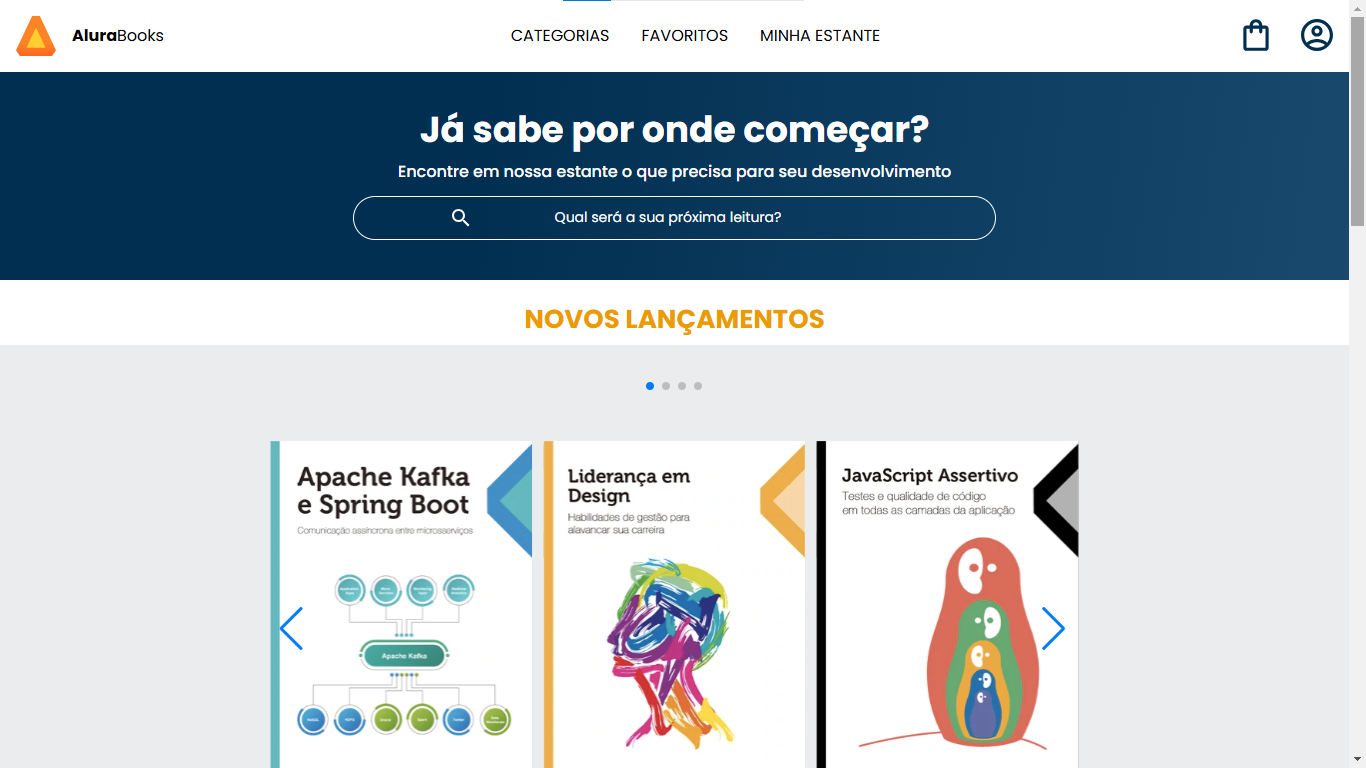 AluraBooks
CATEGORIAS
FAVORITOS
MINHA ESTANTE
Já sabe por onde começar?
Encontre em nossa estante o que precisa para seu desenvolvimento
Qual será a sua próxima leitura?
NOVOS LANÇAMENTOS
Apache Kafka
e Spring Boot
Comunicação assíncrona entre microsserviços
Apache Kafka
Liderança em
Design
Habilidades de gestão para
alavancar sua carreira
JavaScript Assertivo
Testes e qualidade de código
em todas as camadas da aplicação